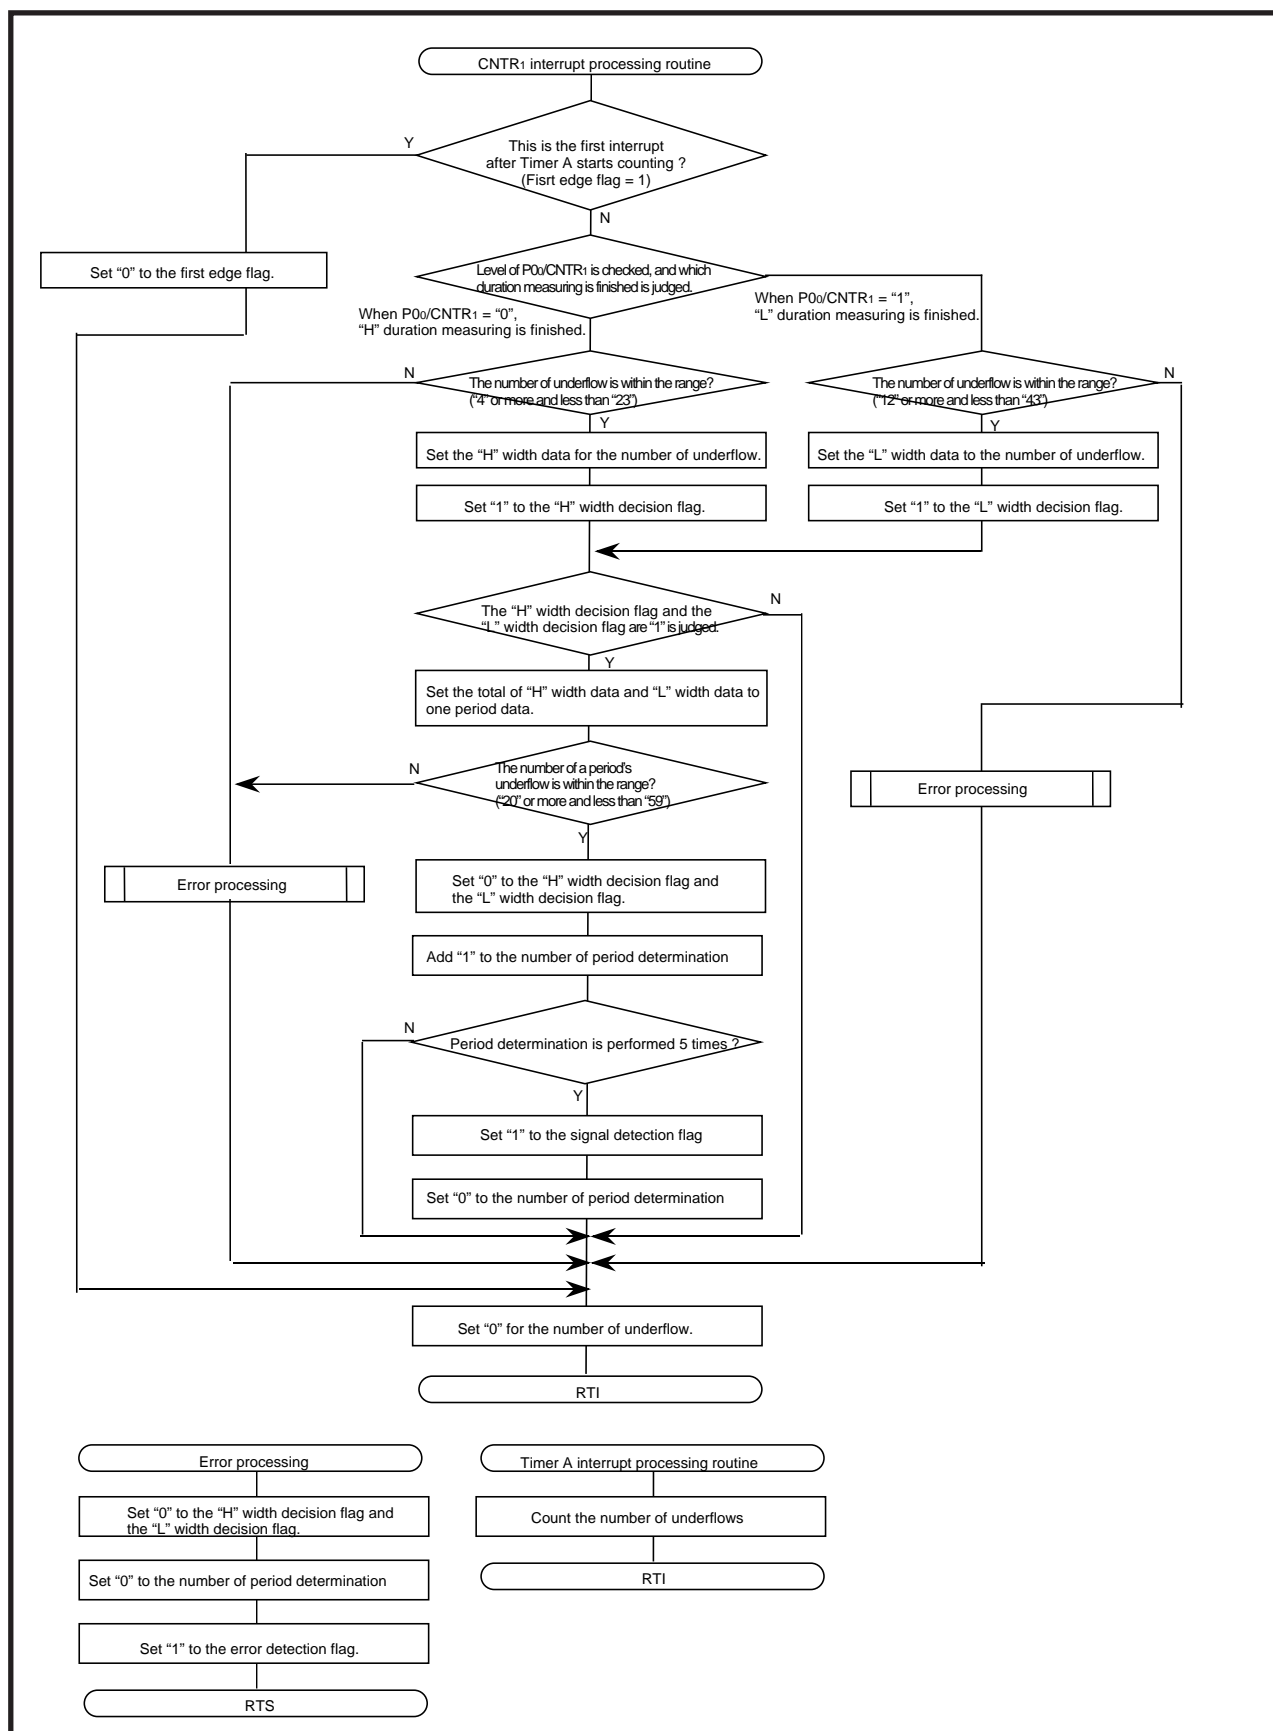 CNTR1 interrupt processing routine
This is the first interrupt
after Timer A starts counting ?
(Fisrt edge flag = 1)
Y
N
Set “0” to the first edge flag.
Level of P00/CNTR1 is checked, and which
duration measuring is finished is judged.
When P00/CNTR1 = “0”,
“H” duration measuring is finished.
When P00/CNTR1 = “1”,
“L” duration measuring is finished.
N
The number of underflow is within the range?
(“4” or more and less than “23”)
Y
The number of underflow is within the range?
(“12” or more and less than “43”)
N
Y
Set the “H” width data for the number of underflow.
Set the “L” width data to the number of underflow.
Set “1” to the “H” width decision flag.
Set “1” to the “L” width decision flag.
The “H” width decision flag and the
“L” width decision flag are “1” is judged.
N
Y
Set the total of “H” width data and “L” width data to
one period data.
N
The number of a period's
underflow is within the range?
(“20” or more and less than “59”)
Y
Error processing
Error processing
Set “0” to the “H” width decision flag and
the “L” width decision flag.
Add “1” to the number of period determination
N
Period determination is performed 5 times ?
Y
Set “1” to the signal detection flag
Set “0” to the number of period determination
Set “0” for the number of underflow.
RTI
Error processing
Set “0” to the “H” width decision flag and
the “L” width decision flag.
Set “0” to the number of period determination
Set “1” to the error detection flag.
RTS
Timer A interrupt processing routine
Count the number of underflows
RTI